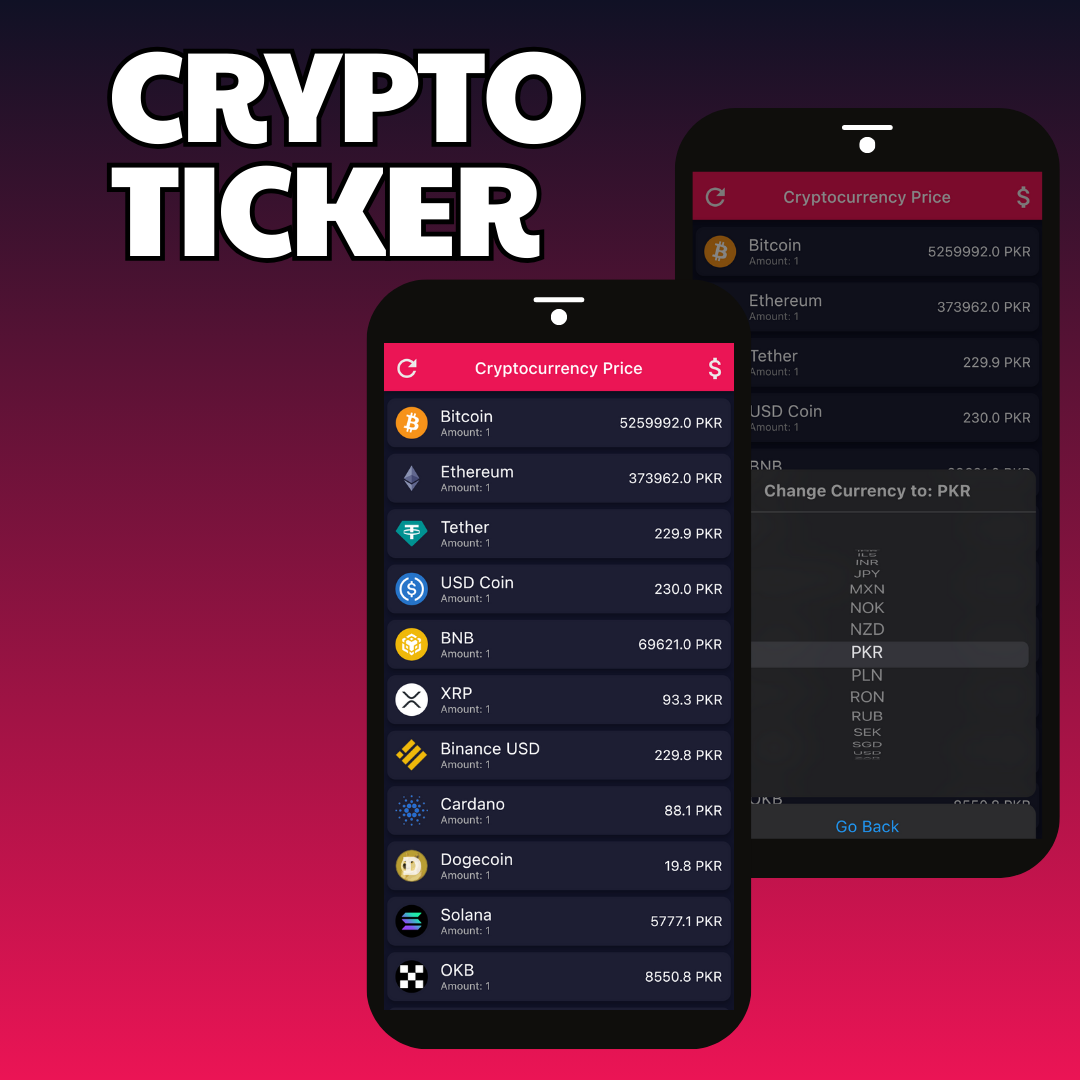 CRYPTO
TICKER
Cryptocurrency Price
Bitcoin
Amount: 1
5259992.0 PKR
Ethereum
Amount: 1
373962.0 PKR
Tether
Amount: 1
229.9 PKR
USD Coin
Amount: 1
230.0 PKR
BNB
Amount: 1
69621.0 PKR
XRP
Amount: 1
93.3 PKR
Binance USD
Amount: 1
229.8 PKR
Cardano
Amount: 1
88.1 PKR
Dogecoin
Amount: 1
19.8 PKR
Solana
Amount: 1
5777.1 PKR
OKB
Amount: 1
8550.8 PKR
Cryptocurrency Price
Bitcoin
Amount: 1
5259992.0 PKR
Ethereum
Amount: 1
373962.0 PKR
Tether
Amount: 1
229.9 PKR
USD Coin
Amount: 1
230.0 PKR
BNB
Change Currency to: PKR
ILS
INR
JPY
MXN
NOK
NZD
PKR
PLN
RON
RUB
SEK
SGD
USD
OKB
8550.8 PKR
Go Back